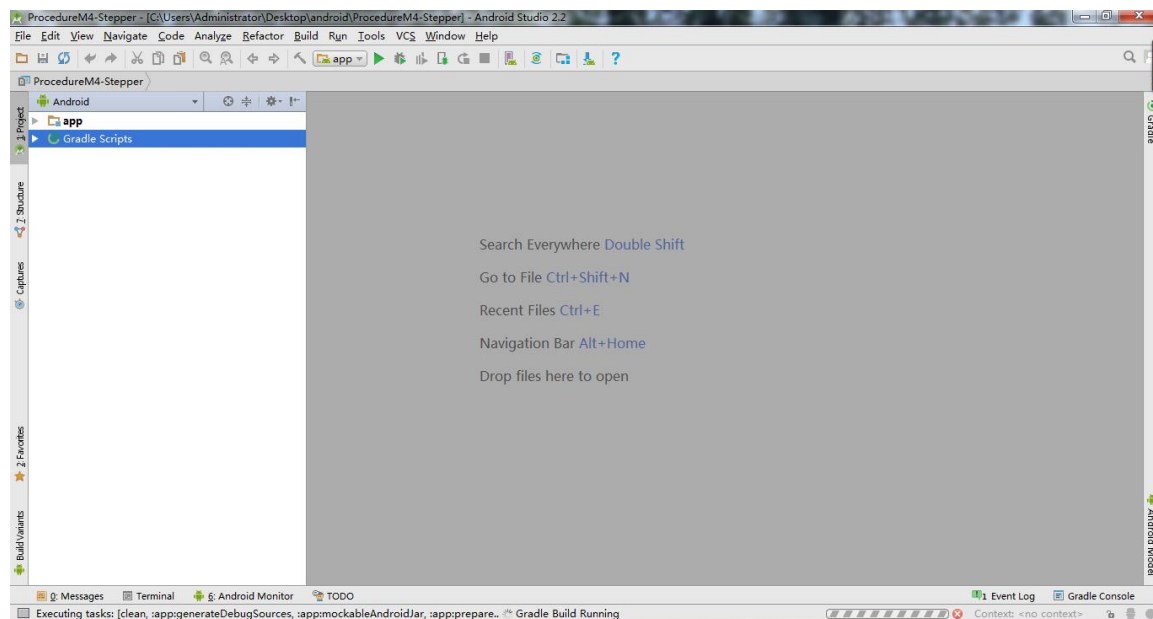 ProcedureM4-Stepper - [C:\Users\Administrator\Desktop\android\ProcedureM4-Stepper] - Android Studio 2.2
File Edit View Navigate Code Analyze Refactor Build Run Tools VCS Window Help
app
ProcedureM4-Stepper
Android
app
Gradle Scripts
1: Project
7: Structure
Captures
2: Favorites
Build Variants
Search Everywhere Double Shift
Go to File Ctrl+Shift+N
Recent Files Ctrl+E
Navigation Bar Alt+Home
Drop files here to open
Gradle
Android Model
0: Messages Terminal 6: Android Monitor TODO 1 Event Log Gradle Console
Executing tasks: [clean, :app:generateDebugSources, :app:mockableAndroidJar, :app:prepare.. Gradle Build Running Context: <no context>